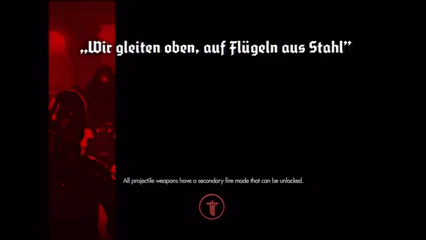 „Wir gleiten oben, auf Flügeln aus Stahl”
All projectile weapons have a secondary fire mode that can be unlocked.